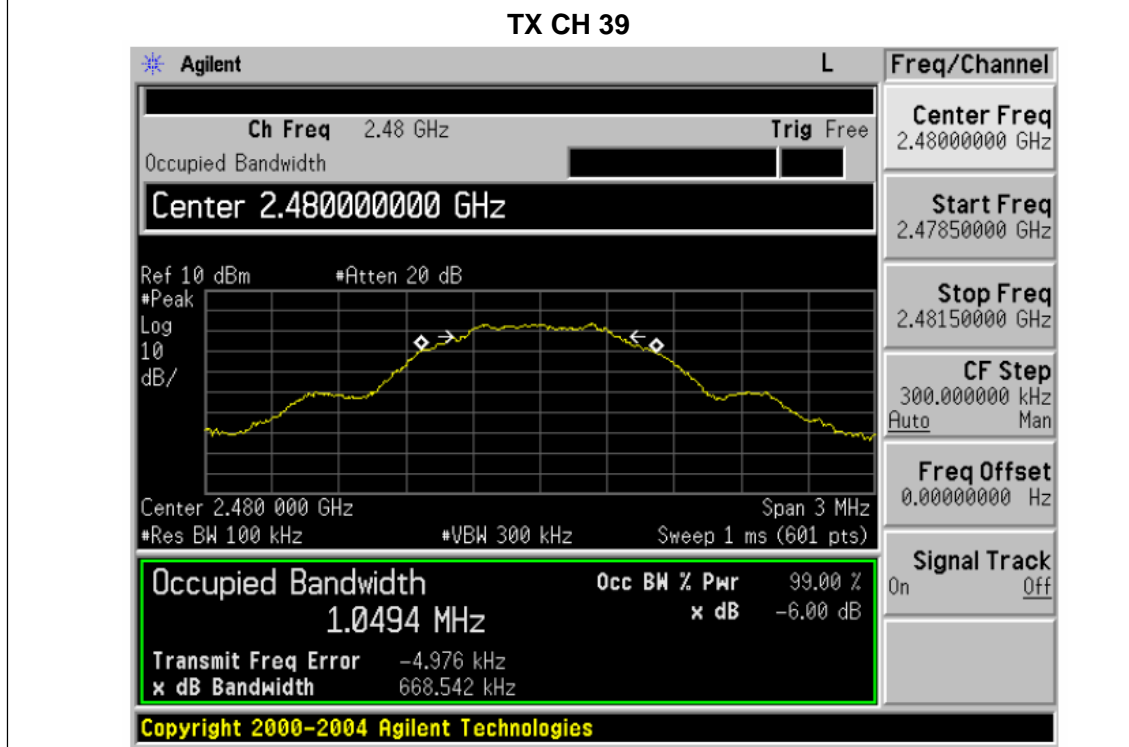 TX CH 39
Agilent L
Freq/Channel
Ch Freq 2.48 GHz Trig Free
Occupied Bandwidth
Center 2.480000000 GHz
Ref 10 dBm #Atten 20 dB
#Peak
Log
10
dB/
Center 2.480 000 GHz Span 3 MHz
#Res BW 100 kHz #VBW 300 kHz Sweep 1 ms (601 pts)
Occupied Bandwidth
1.0494 MHz
Occ BW % Pwr 99.00 %
x dB -6.00 dB
Transmit Freq Error -4.976 kHz
x dB Bandwidth 668.542 kHz
Copyright 2000-2004 Agilent Technologies
Center Freq
2.48000000 GHz
Start Freq
2.47850000 GHz
Stop Freq
2.48150000 GHz
CF Step
300.000000 kHz
Auto Man
Freq Offset
0.00000000 Hz
Signal Track
On Off